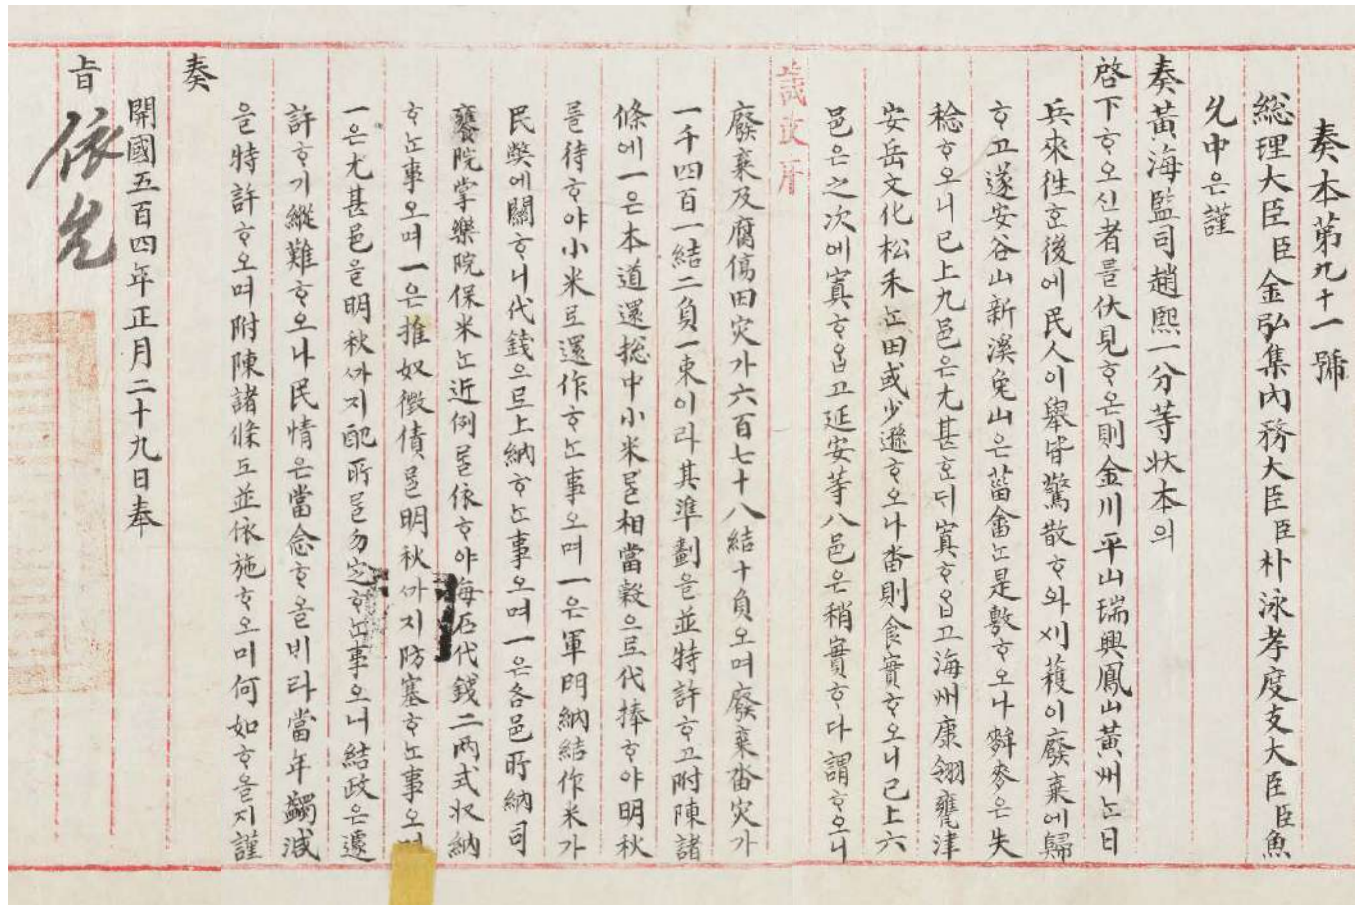 奏本第九十一號
総理大臣臣金弘集內務大臣臣朴泳孝度支大臣臣魚
允中은謹
奏黃海監司趙熙一分等狀本의
啓下ᄒᆞ오신者를伏見ᄒᆞ온則金川平山瑞興鳳山黃州ᄂᆞᆫ日
兵來徃ᄒᆞᆫ後에民人이擧皆驚散ᄒᆞ와刈穫이廢棄에歸
ᄒᆞ고遂安谷山新溪兔山은菑畬ᄂᆞᆫ是敷ᄒᆞ오나麰麥은失
稔ᄒᆞ오니已上九邑은尤甚ᄒᆞᆫ디寘ᄒᆞ옵고海州康翎甕津
安岳文化松禾ᄂᆞᆫ田或少遜ᄒᆞ오나畓則食實ᄒᆞ오니已上六
邑은之次에寘ᄒᆞ옵고延安等八邑은稍實ᄒᆞ다謂ᄒᆞ오니
議政府
廢棄及腐傷田灾가六百七十八結十負오며廢棄畓灾가
一千四百一結二負一束이라其準劃을並特許ᄒᆞ고附陳諸
條에一은本道還捴中小米를相當穀으로代捧ᄒᆞ야明秋
를待ᄒᆞ야小米로還作ᄒᆞᄂᆞᆫ事오며一은軍門納結作米가
民獘에關ᄒᆞ니代錢으로上納ᄒᆞᄂᆞᆫ事오며一은各邑所納司
饔院掌樂院保米ᄂᆞᆫ近例를依ᄒᆞ야每石代錢二兩式收納
ᄒᆞᄂᆞᆫ事오며一은推奴徵債를明秋ᄭᆞ지防塞ᄒᆞᄂᆞᆫ事오며
一은尤甚邑을明秋ᄭᆞ지配所를勿定ᄒᆞᄂᆞᆫ事오니結政은遽
許ᄒᆞ기縱難ᄒᆞ오나民情은當念ᄒᆞ올비라當年蠲减
을特許ᄒᆞ오며附陳諸條도並依施ᄒᆞ오미何如ᄒᆞ올지謹
奏
開國五百四年正月二十九日奉
旨依允